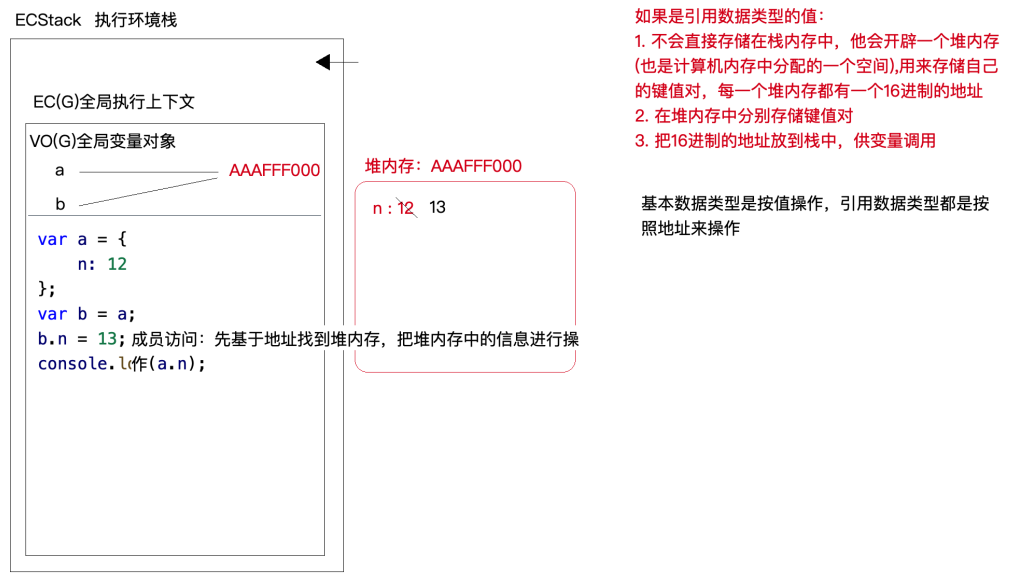 ECStack 执行环境栈
EC(G)全局执行上下文
VO(G)全局变量对象
a
AAAFFF000
b
var a = {
n: 12
};
var b = a;
b.n = 13; 成员访问：先基于地址找到堆内存，把堆内存中的信息进行操
console.lo作(a.n);
堆内存：AAAFFF000
n : 12 13
如果是引用数据类型的值：
1. 不会直接存储在栈内存中，他会开辟一个堆内存
(也是计算机内存中分配的一个空间),用来存储自己
的键值对，每一个堆内存都有一个16进制的地址
2. 在堆内存中分别存储键值对
3. 把16进制的地址放到栈中，供变量调用
基本数据类型是按值操作，引用数据类型都是按
照地址来操作